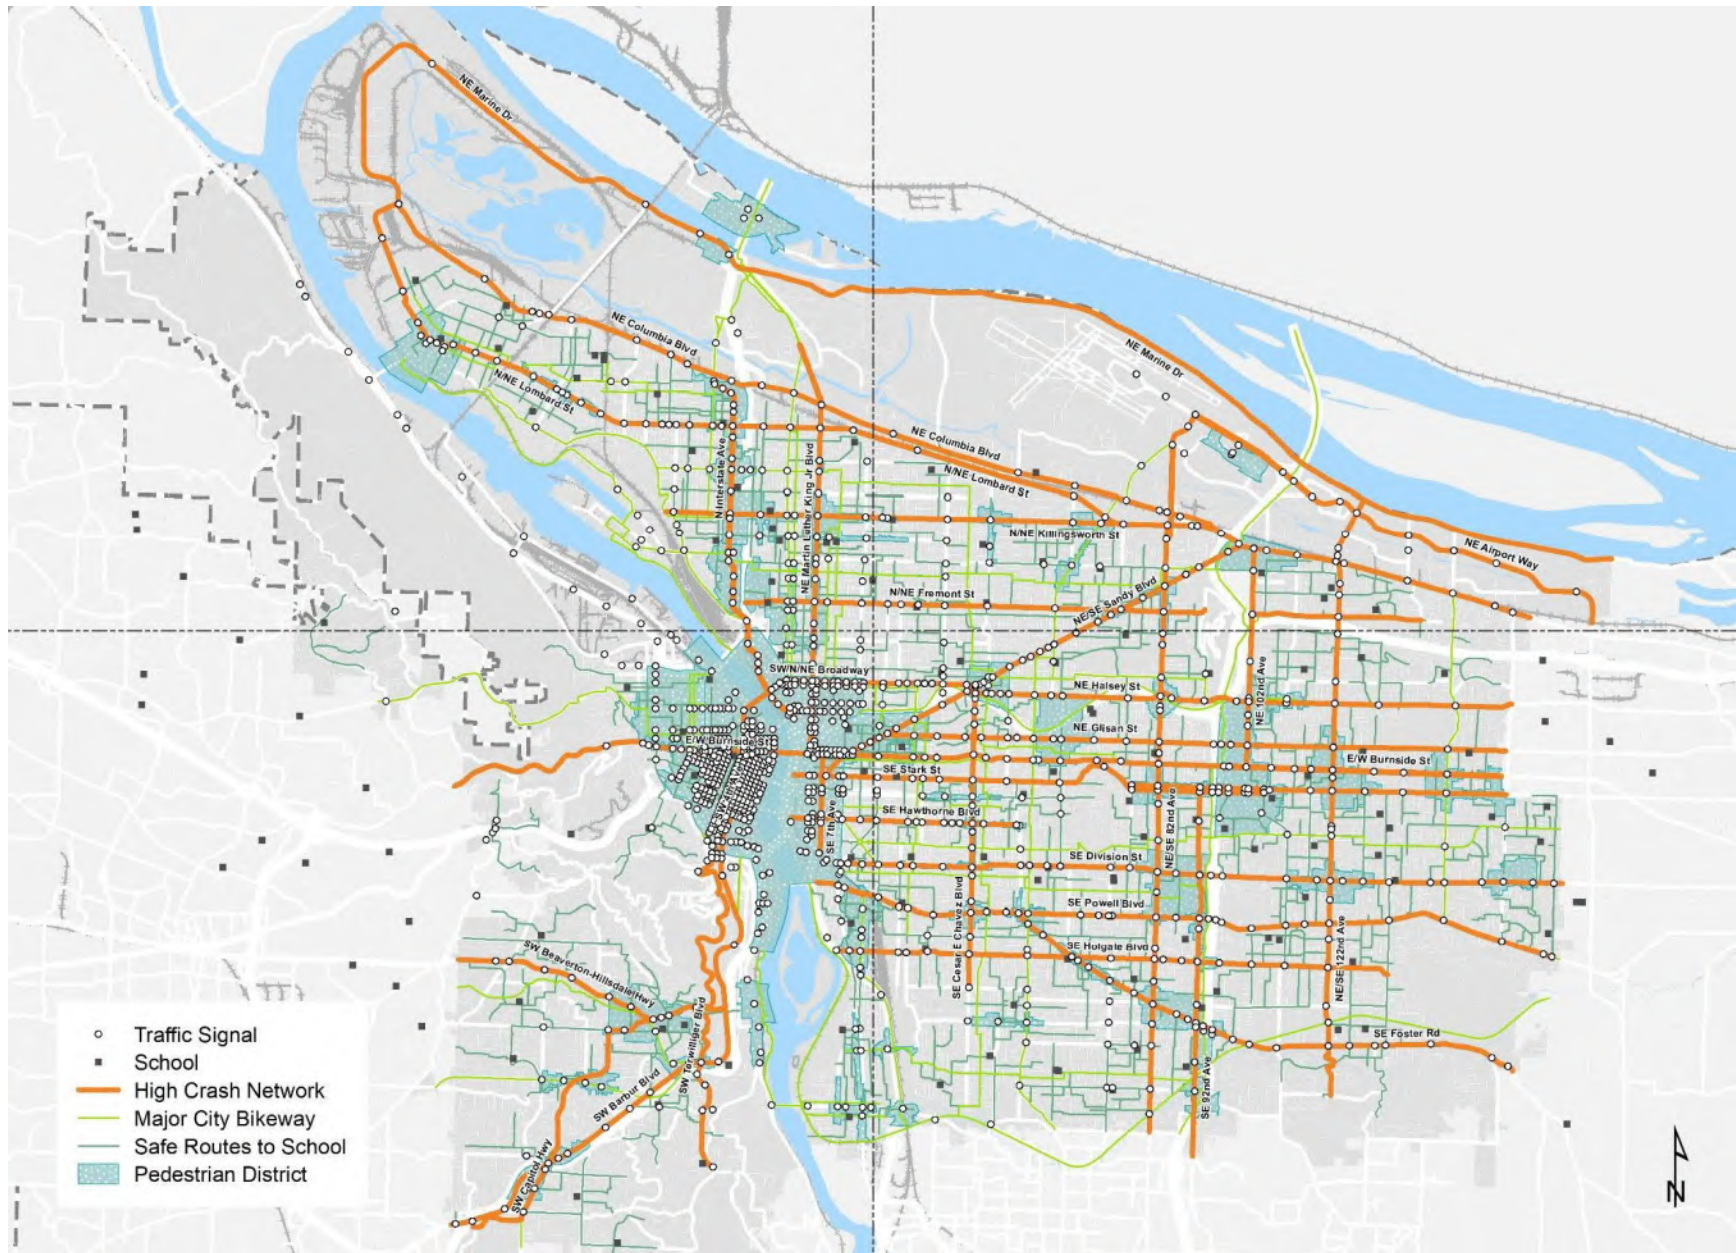 NE Marine Dr
NE Columbia Blvd
N/NE Lombard St
NE Marine Dr
NE Columbia Blvd
N/NE Lombard St
N Interstate Ave
NE Martin Luther King Jr Blvd
N/NE Killingsworth St
NE Airport Way
N/NE Fremont St
NE/SE Sandy Blvd
SW/N/NE Broadway
NE Halsey St
NE 102nd Ave
NE Glisan St
E/W Burnside St
E/W Burnside St
SE Stark St
SE Hawthorne Blvd
SE 7th Ave
NE/SE 82nd Ave
SE Division St
SE Powell Blvd
SE Cesar E Chavez Blvd
SE Holgate Blvd
NE/SE 122nd Ave
SW Beaverton-Hillsdale Hwy
SW Terwilliger Blvd
SW Barbur Blvd
SW Capitol Hwy
SE Foster Rd
SE 92nd Ave
Traffic Signal
School
High Crash Network
Major City Bikeway
Safe Routes to School
Pedestrian District
N